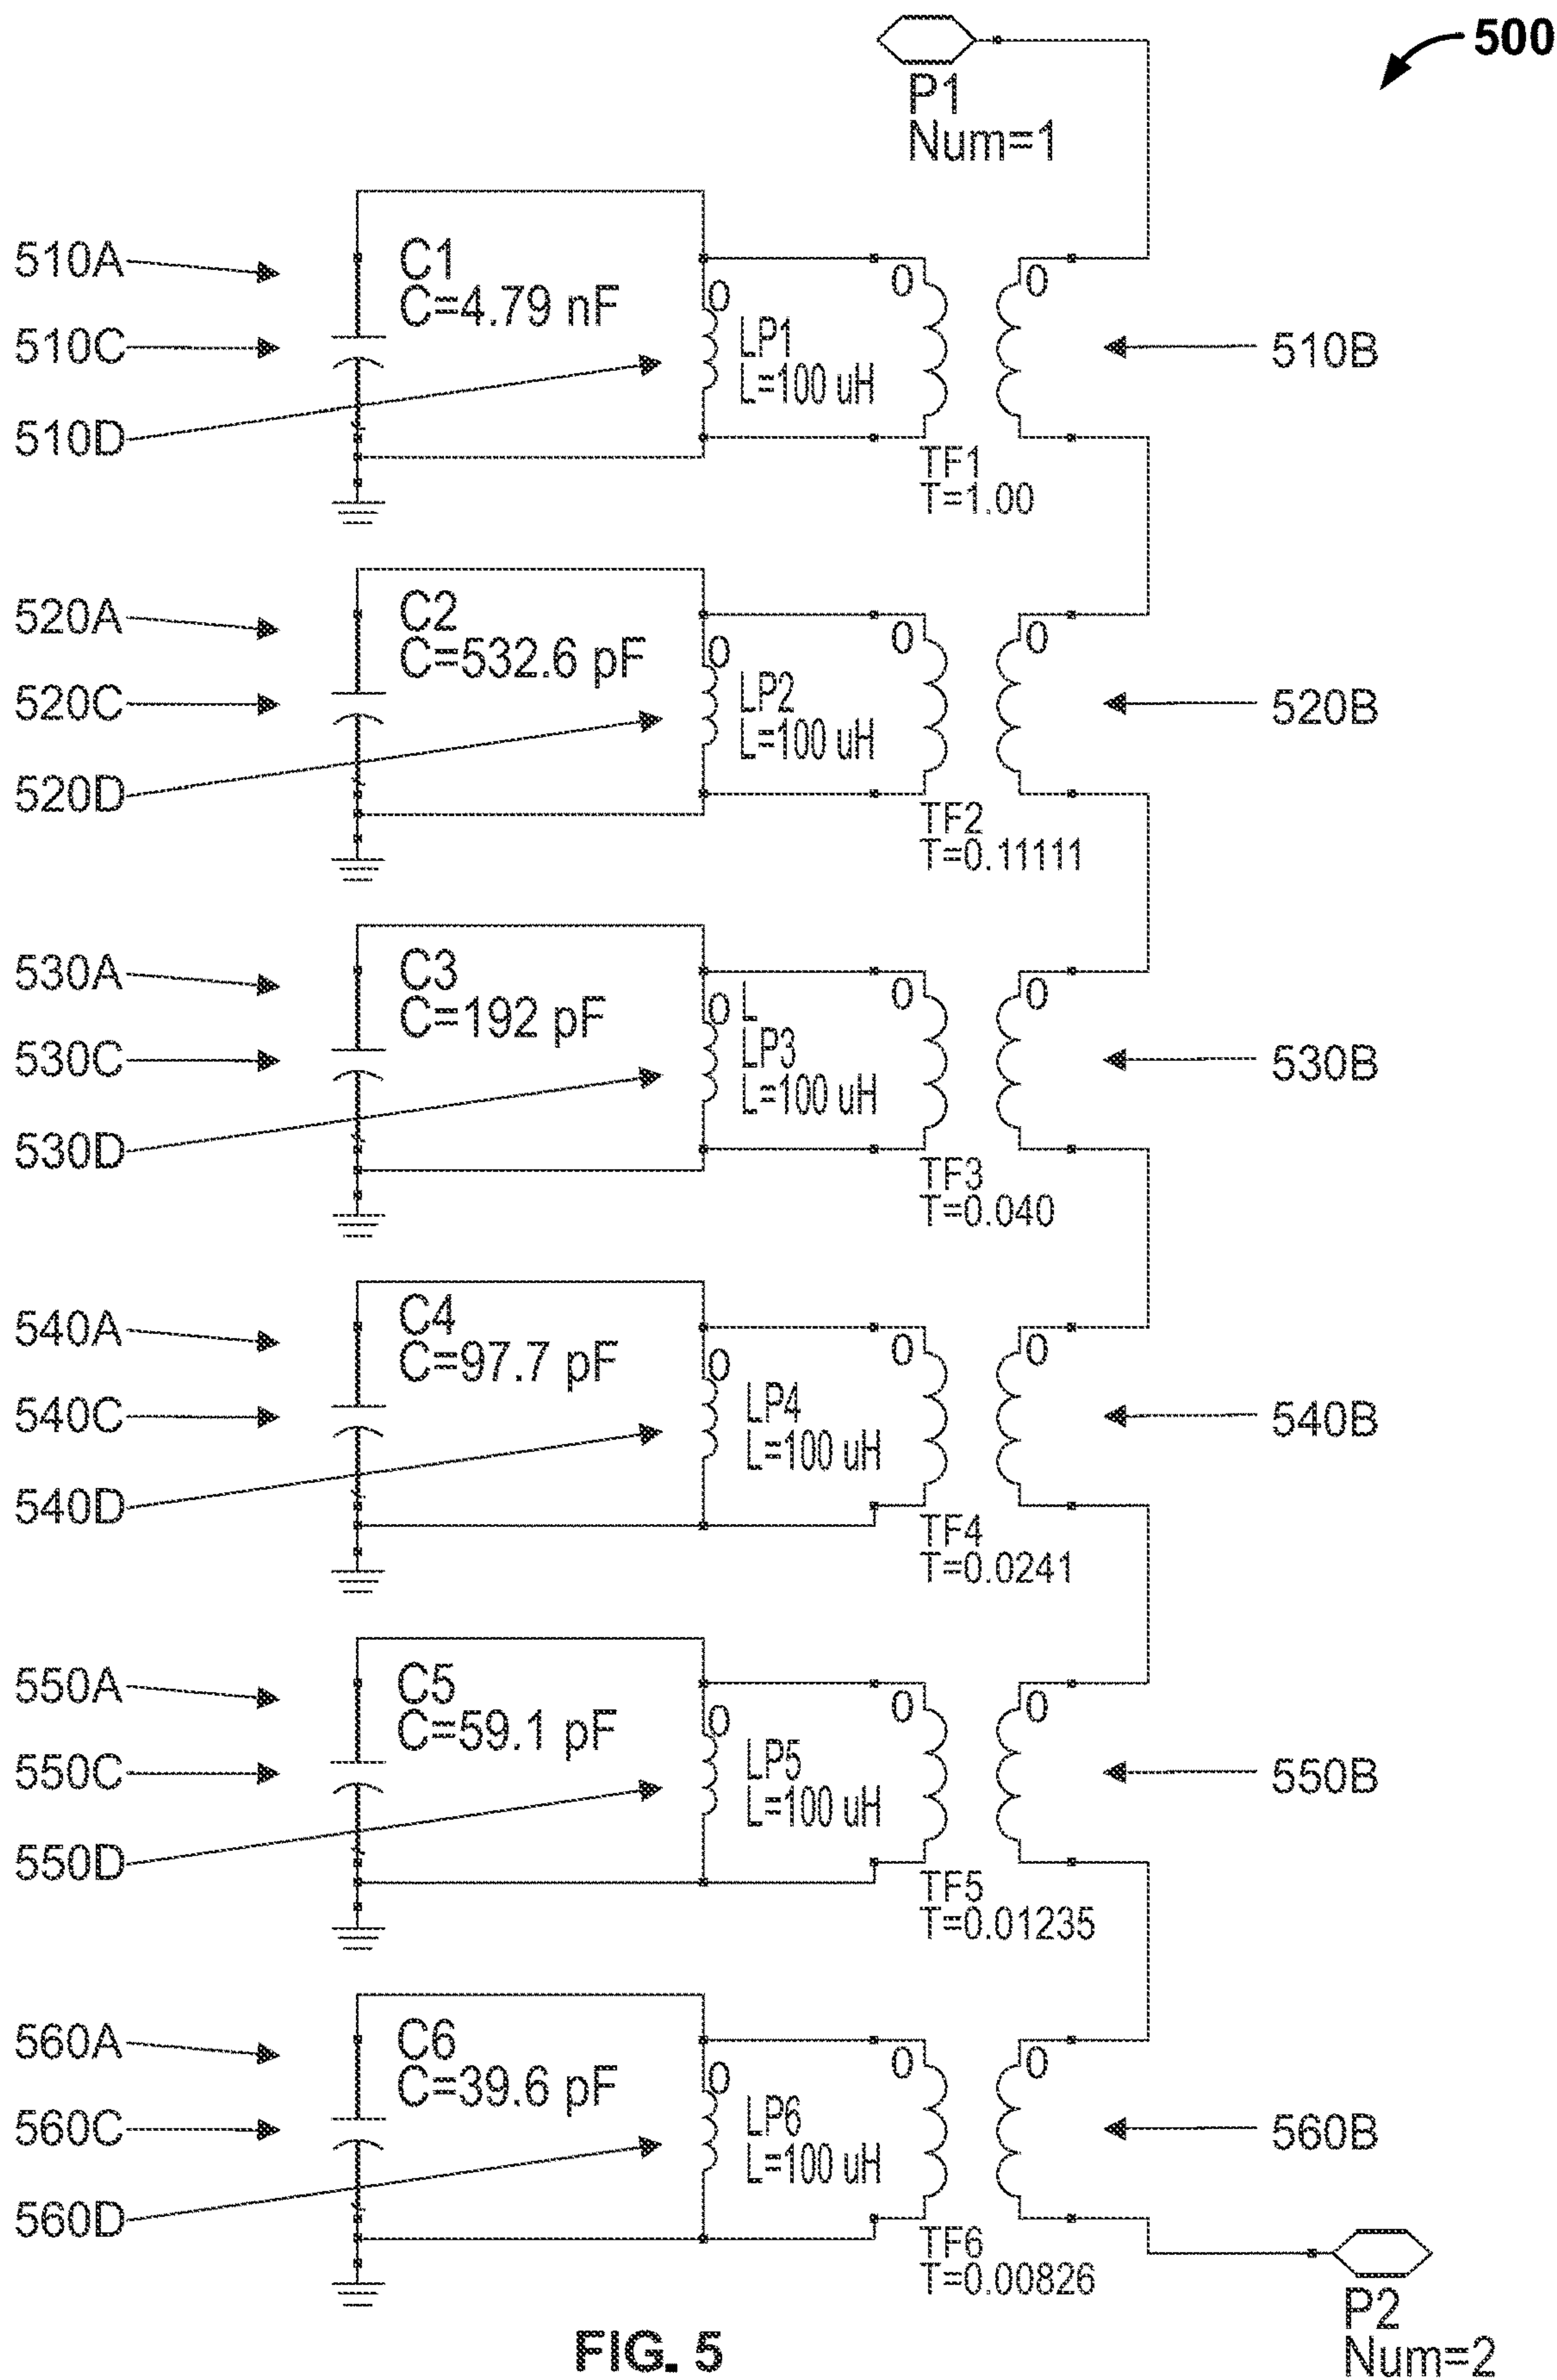 500
P1
Num=1
510A
C1
C=4.79 nF
0
0
0
510C
LP1
L=100 uH
510B
510D
TF1
T=1.00
520A
C2
C=532.6 pF
0
0
0
520C
LP2
L=100 uH
520B
520D
TF2
T=0.11111
530A
C3
C=192 pF
0
L
0
0
530C
LP3
L=100 uH
530B
530D
TF3
T=0.040
540A
C4
C=97.7 pF
0
0
0
540C
LP4
L=100 uH
540B
540D
TF4
T=0.0241
550A
C5
C=59.1 pF
0
0
0
550C
LP5
L=100 uH
550B
550D
TF5
T=0.01235
560A
C6
C=39.6 pF
0
0
0
560C
LP6
L=100 uH
560B
560D
TF6
T=0.00826
P2
Num=2
FIG. 5